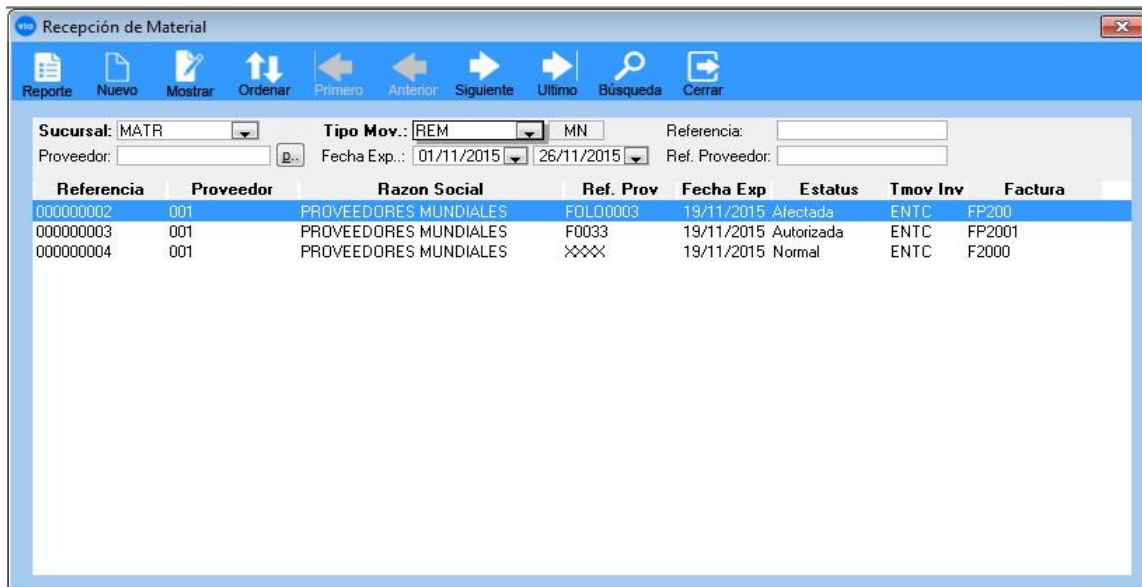 via Recepción de Material
Reporte Nuevo Mostrar Ordenar Primero Anterior Siguiente Ultimo Búsqueda Cerrar
Sucursal: MATR Tipo Mov.: REM MN Referencia:
Proveedor: p.. Fecha Exp..: 01/11/2015 26/11/2015 Ref. Proveedor:
Referencia Proveedor Razon Social Ref. Prov Fecha Exp Estatus Tmov Inv Factura
000000002 001 PROVEEDORES MUNDIALES FOLO0003 19/11/2015 Afectada ENTC FP200
000000003 001 PROVEEDORES MUNDIALES F0033 19/11/2015 Autorizada ENTC FP2001
000000004 001 PROVEEDORES MUNDIALES XXXX 19/11/2015 Normal ENTC F2000